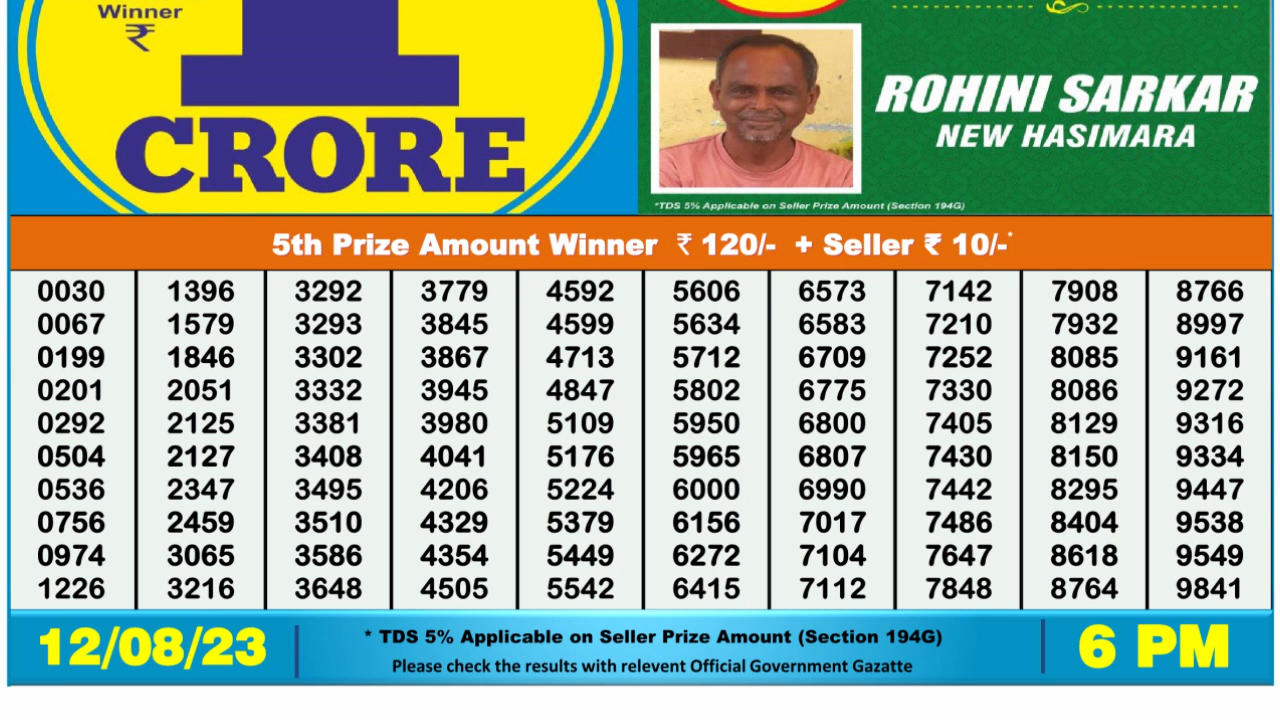 Winner
₹
1
CRORE
ROHINI SARKAR
NEW HASIMARA
*TDS 5% Applicable on Seller Prize Amount (Section 194G)
5th Prize Amount Winner ₹ 120/- + Seller ₹ 10/-*
0030 1396 3292 3779 4592 5606 6573 7142 7908 8766
0067 1579 3293 3845 4599 5634 6583 7210 7932 8997
0199 1846 3302 3867 4713 5712 6709 7252 8085 9161
0201 2051 3332 3945 4847 5802 6775 7330 8086 9272
0292 2125 3381 3980 5109 5950 6800 7405 8129 9316
0504 2127 3408 4041 5176 5965 6807 7430 8150 9334
0536 2347 3495 4206 5224 6000 6990 7442 8295 9447
0756 2459 3510 4329 5379 6156 7017 7486 8404 9538
0974 3065 3586 4354 5449 6272 7104 7647 8618 9549
1226 3216 3648 4505 5542 6415 7112 7848 8764 9841
12/08/23
* TDS 5% Applicable on Seller Prize Amount (Section 194G)
Please check the results with relevent Official Government Gazatte
6 PM